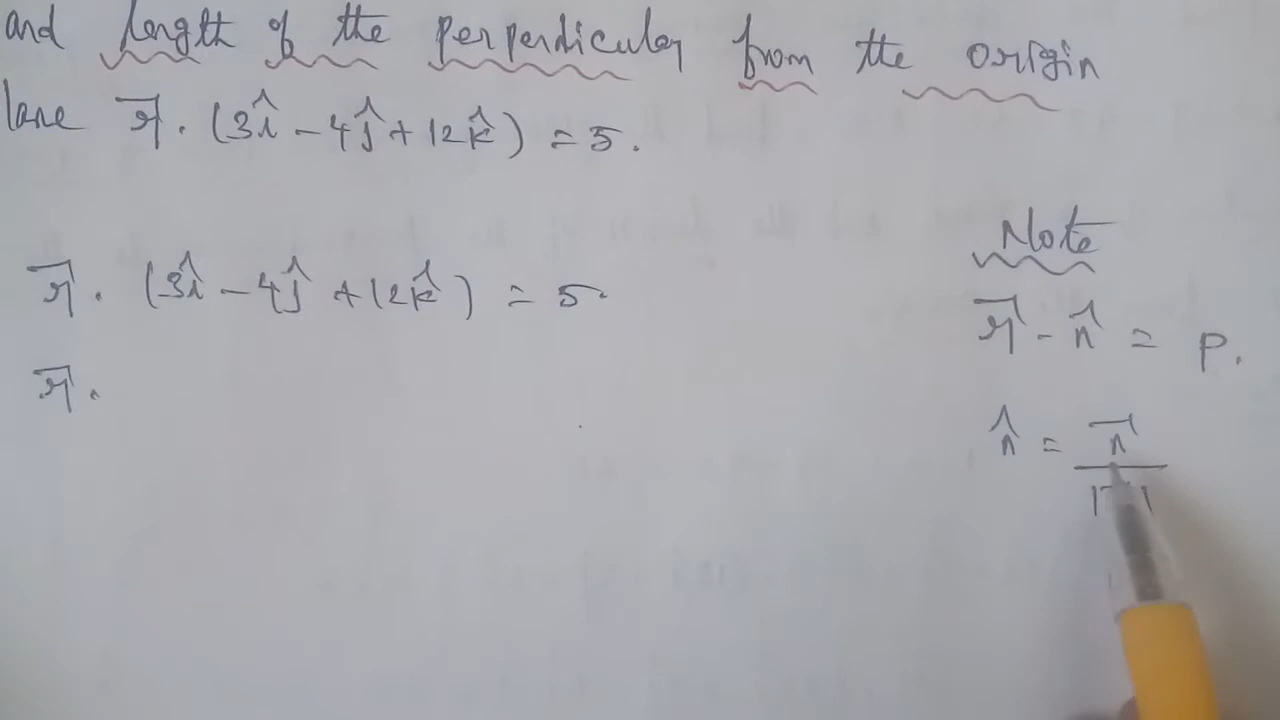 and length of the perpendicular from the origin
lane r⃗ . (3î - 4ĵ + 12k̂) = 5.
Note
r⃗ . (3î - 4ĵ + 12k̂) = 5.
r⃗ . n̂ = p.
r⃗ .
n̂ = n⃗